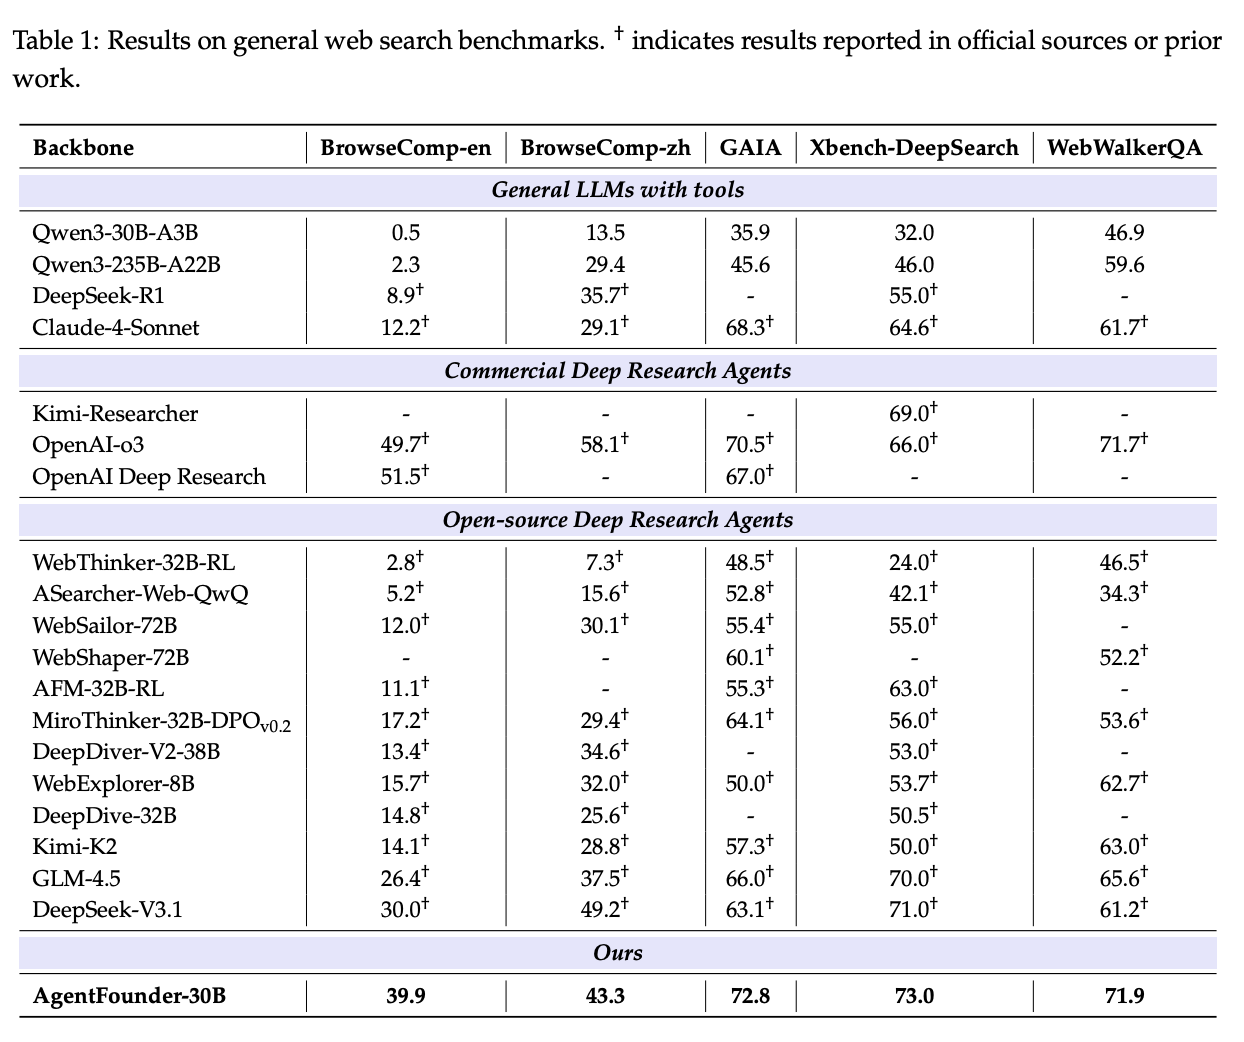 Table 1: Results on general web search benchmarks. † indicates results reported in official sources or prior
work.
Backbone BrowseComp-en BrowseComp-zh GAIA Xbench-DeepSearch WebWalkerQA
General LLMs with tools
Qwen3-30B-A3B 0.5 13.5 35.9 32.0 46.9
Qwen3-235B-A22B 2.3 29.4 45.6 46.0 59.6
DeepSeek-R1 8.9† 35.7† - 55.0† -
Claude-4-Sonnet 12.2† 29.1† 68.3† 64.6† 61.7†
Commercial Deep Research Agents
Kimi-Researcher - - - 69.0† -
OpenAI-o3 49.7† 58.1† 70.5† 66.0† 71.7†
OpenAI Deep Research 51.5† - 67.0† - -
Open-source Deep Research Agents
WebThinker-32B-RL 2.8† 7.3† 48.5† 24.0† 46.5†
ASearcher-Web-QwQ 5.2† 15.6† 52.8† 42.1† 34.3†
WebSailor-72B 12.0† 30.1† 55.4† 55.0† -
WebShaper-72B - - 60.1† - 52.2†
AFM-32B-RL 11.1† - 55.3† 63.0† -
MiroThinker-32B-DPOv0.2 17.2† 29.4† 64.1† 56.0† 53.6†
DeepDiver-V2-38B 13.4† 34.6† - 53.0† -
WebExplorer-8B 15.7† 32.0† 50.0† 53.7† 62.7†
DeepDive-32B 14.8† 25.6† - 50.5† -
Kimi-K2 14.1† 28.8† 57.3† 50.0† 63.0†
GLM-4.5 26.4† 37.5† 66.0† 70.0† 65.6†
DeepSeek-V3.1 30.0† 49.2† 63.1† 71.0† 61.2†
Ours
AgentFounder-30B 39.9 43.3 72.8 73.0 71.9